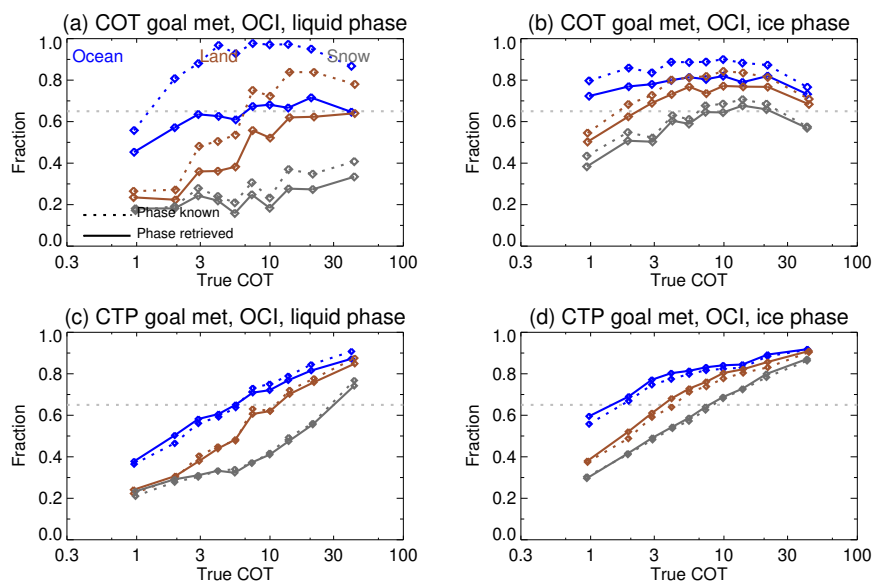 (a) COT goal met, OCI, liquid phase
Ocean Land Snow
1.0
0.8
0.6
0.4
0.2
0.0
Fraction
Phase known
Phase retrieved
0.3 1 3 10 30 100
True COT
(b) COT goal met, OCI, ice phase
1.0
0.8
0.6
0.4
0.2
0.0
Fraction
0.3 1 3 10 30 100
True COT
(c) CTP goal met, OCI, liquid phase
1.0
0.8
0.6
0.4
0.2
0.0
Fraction
0.3 1 3 10 30 100
True COT
(d) CTP goal met, OCI, ice phase
1.0
0.8
0.6
0.4
0.2
0.0
Fraction
0.3 1 3 10 30 100
True COT